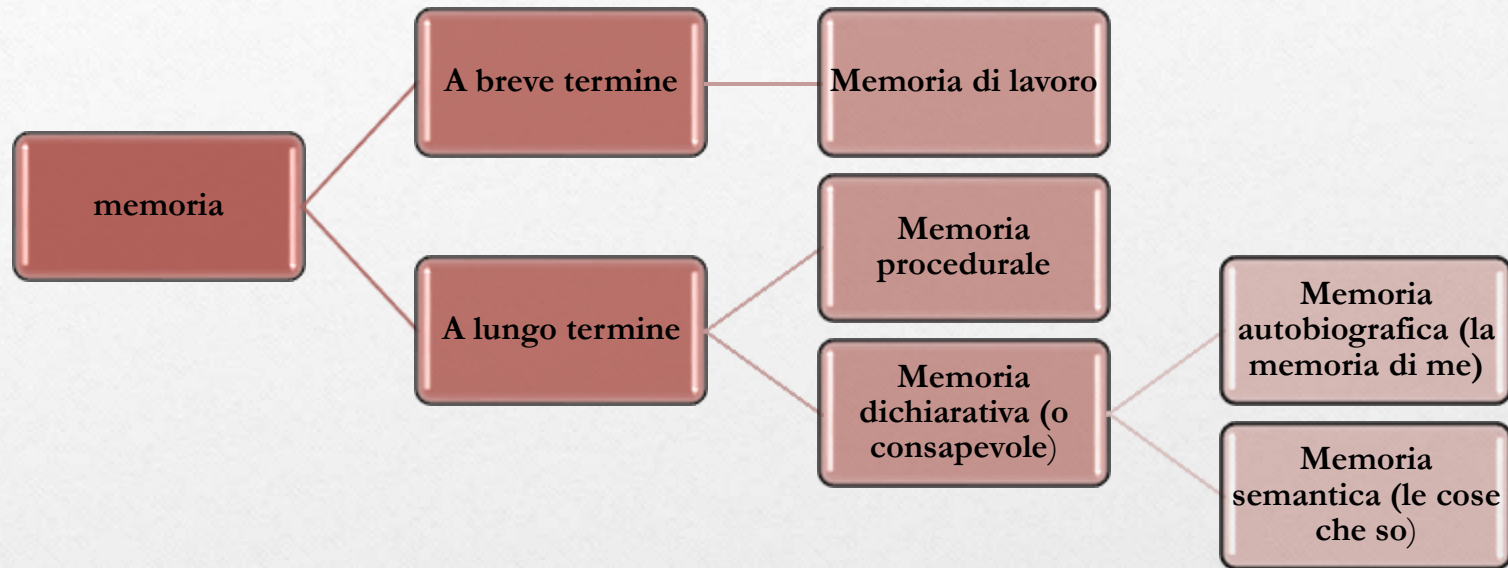 A breve termine
Memoria di lavoro
memoria
Memoria
procedurale
A lungo termine
Memoria
autobiografica (la
memoria di me)
Memoria
dichiarativa (o
consapevole)
Memoria
semantica (le cose
che so)